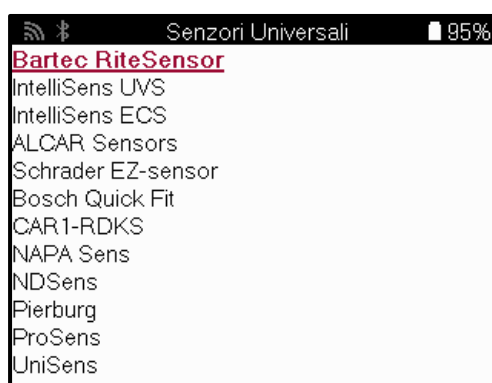 Senzori Universali 95%
Bartec RiteSensor
IntelliSens UVS
IntelliSens ECS
ALCAR Sensors
Schrader EZ-sensor
Bosch Quick Fit
CAR1-RDKS
NAPA Sens
NDSens
Pierburg
ProSens
UniSens